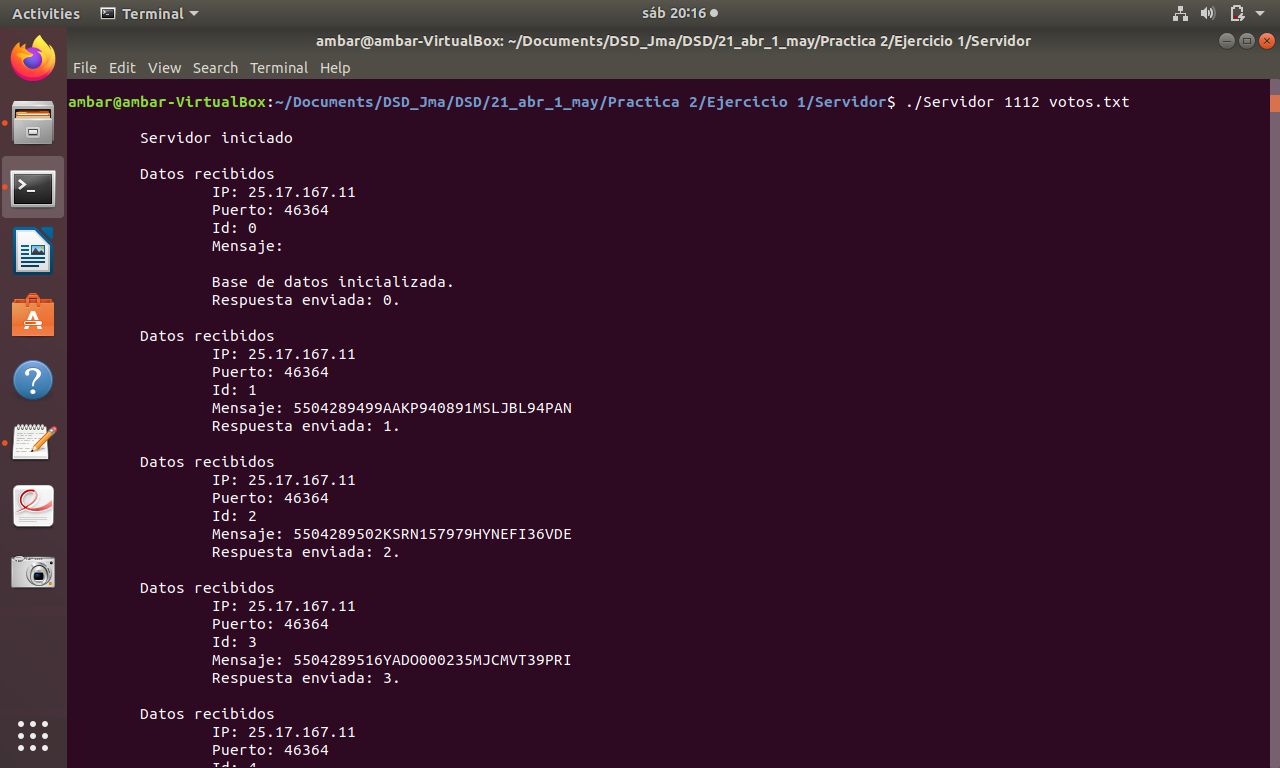 Activities Terminal sáb 20:16
ambar@ambar-VirtualBox: ~/Documents/DSD_Jma/DSD/21_abr_1_may/Practica 2/Ejercicio 1/Servidor
File Edit View Search Terminal Help
ambar@ambar-VirtualBox:~/Documents/DSD_Jma/DSD/21_abr_1_may/Practica 2/Ejercicio 1/Servidor$ ./Servidor 1112 votos.txt
Servidor iniciado
Datos recibidos
IP: 25.17.167.11
Puerto: 46364
Id: 0
Mensaje:
Base de datos inicializada.
Respuesta enviada: 0.
Datos recibidos
IP: 25.17.167.11
Puerto: 46364
Id: 1
Mensaje: 5504289499AAKP940891MSLJBL94PAN
Respuesta enviada: 1.
Datos recibidos
IP: 25.17.167.11
Puerto: 46364
Id: 2
Mensaje: 5504289502KSRN157979HYNEFI36VDE
Respuesta enviada: 2.
Datos recibidos
IP: 25.17.167.11
Puerto: 46364
Id: 3
Mensaje: 5504289516YADO000235MJCMVT39PRI
Respuesta enviada: 3.
Datos recibidos
IP: 25.17.167.11
Puerto: 46364
Id: 4